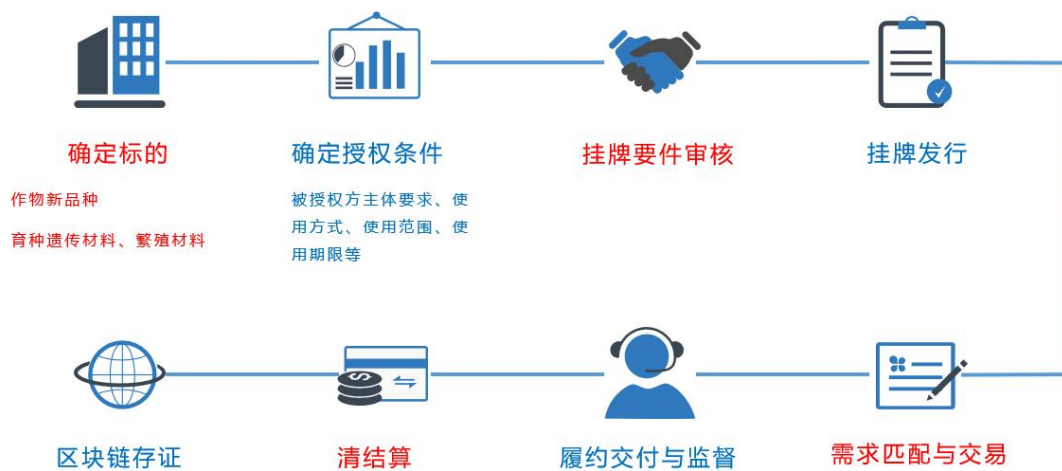 确定标的
确定授权条件
挂牌要件审核
挂牌发行
作物新品种
育种遗传材料、繁殖材料
被授权方主体要求、使
用方式、使用范围、使
用期限等
区块链存证
清结算
履约交付与监督
需求匹配与交易